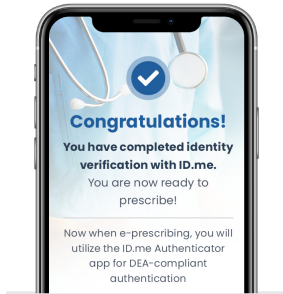 Congratulations!
You have completed identity
verification with ID.me.
You are now ready to
prescribe!
Now when e-prescribing, you will
utilize the ID.me Authenticator
app for DEA-compliant
authentication